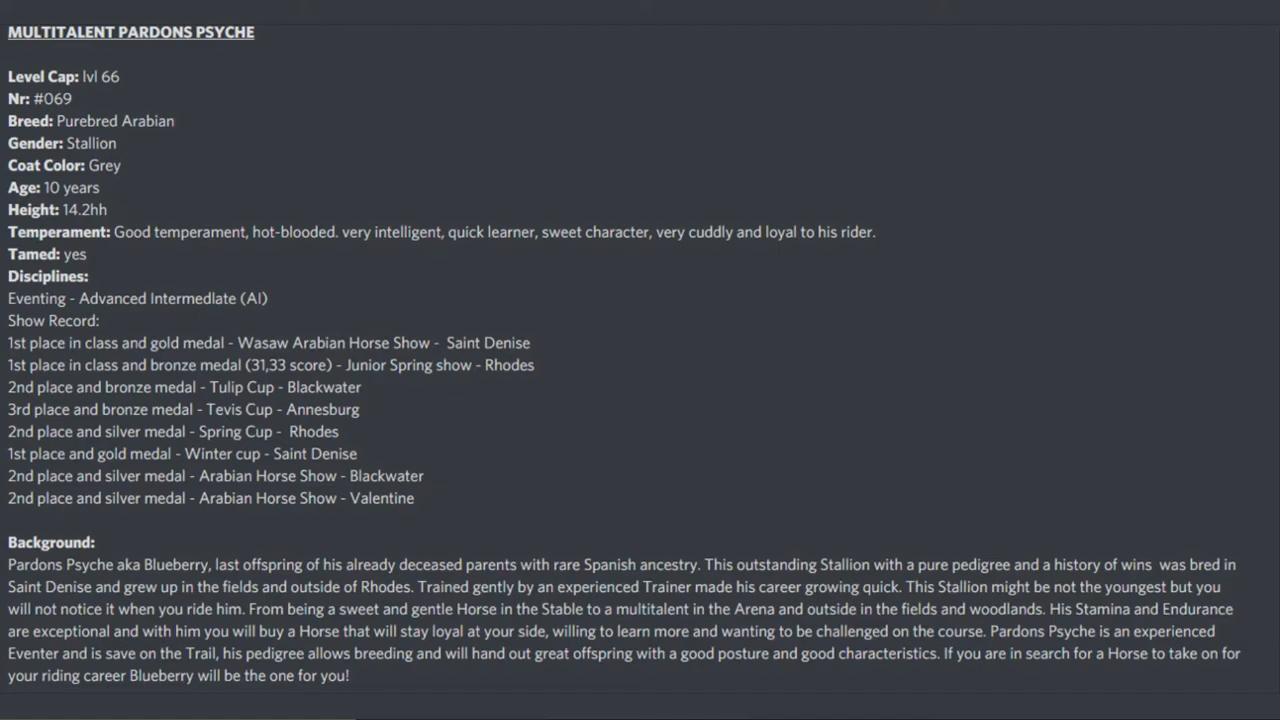 MULTITALENT PARDONS PSYCHE
Level Cap: lvl 66
Nr: #069
Breed: Purebred Arabian
Gender: Stallion
Coat Color: Grey
Age: 10 years
Height: 14.2hh
Temperament: Good temperament, hot-blooded. very intelligent, quick learner, sweet character, very cuddly and loyal to his rider.
Tamed: yes
Disciplines:
Eventing - Advanced Intermedlate (AI)
Show Record:
1st place in class and gold medal - Wasaw Arabian Horse Show -  Saint Denise
1st place in class and bronze medal (31,33 score) - Junior Spring show - Rhodes
2nd place and bronze medal - Tulip Cup - Blackwater
3rd place and bronze medal - Tevis Cup - Annesburg
2nd place and silver medal - Spring Cup -  Rhodes
1st place and gold medal - Winter cup - Saint Denise
2nd place and silver medal - Arabian Horse Show - Blackwater
2nd place and silver medal - Arabian Horse Show - Valentine
Background:
Pardons Psyche aka Blueberry, last offspring of his already deceased parents with rare Spanish ancestry. This outstanding Stallion with a pure pedigree and a history of wins  was bred in
Saint Denise and grew up in the fields and outside of Rhodes. Trained gently by an experienced Trainer made his career growing quick. This Stallion might be not the youngest but you
will not notice it when you ride him. From being a sweet and gentle Horse in the Stable to a multitalent in the Arena and outside in the fields and woodlands. His Stamina and Endurance
are exceptional and with him you will buy a Horse that will stay loyal at your side, willing to learn more and wanting to be challenged on the course. Pardons Psyche is an experienced
Eventer and is save on the Trail, his pedigree allows breeding and will hand out great offspring with a good posture and good characteristics. If you are in search for a Horse to take on for
your riding career Blueberry will be the one for you!